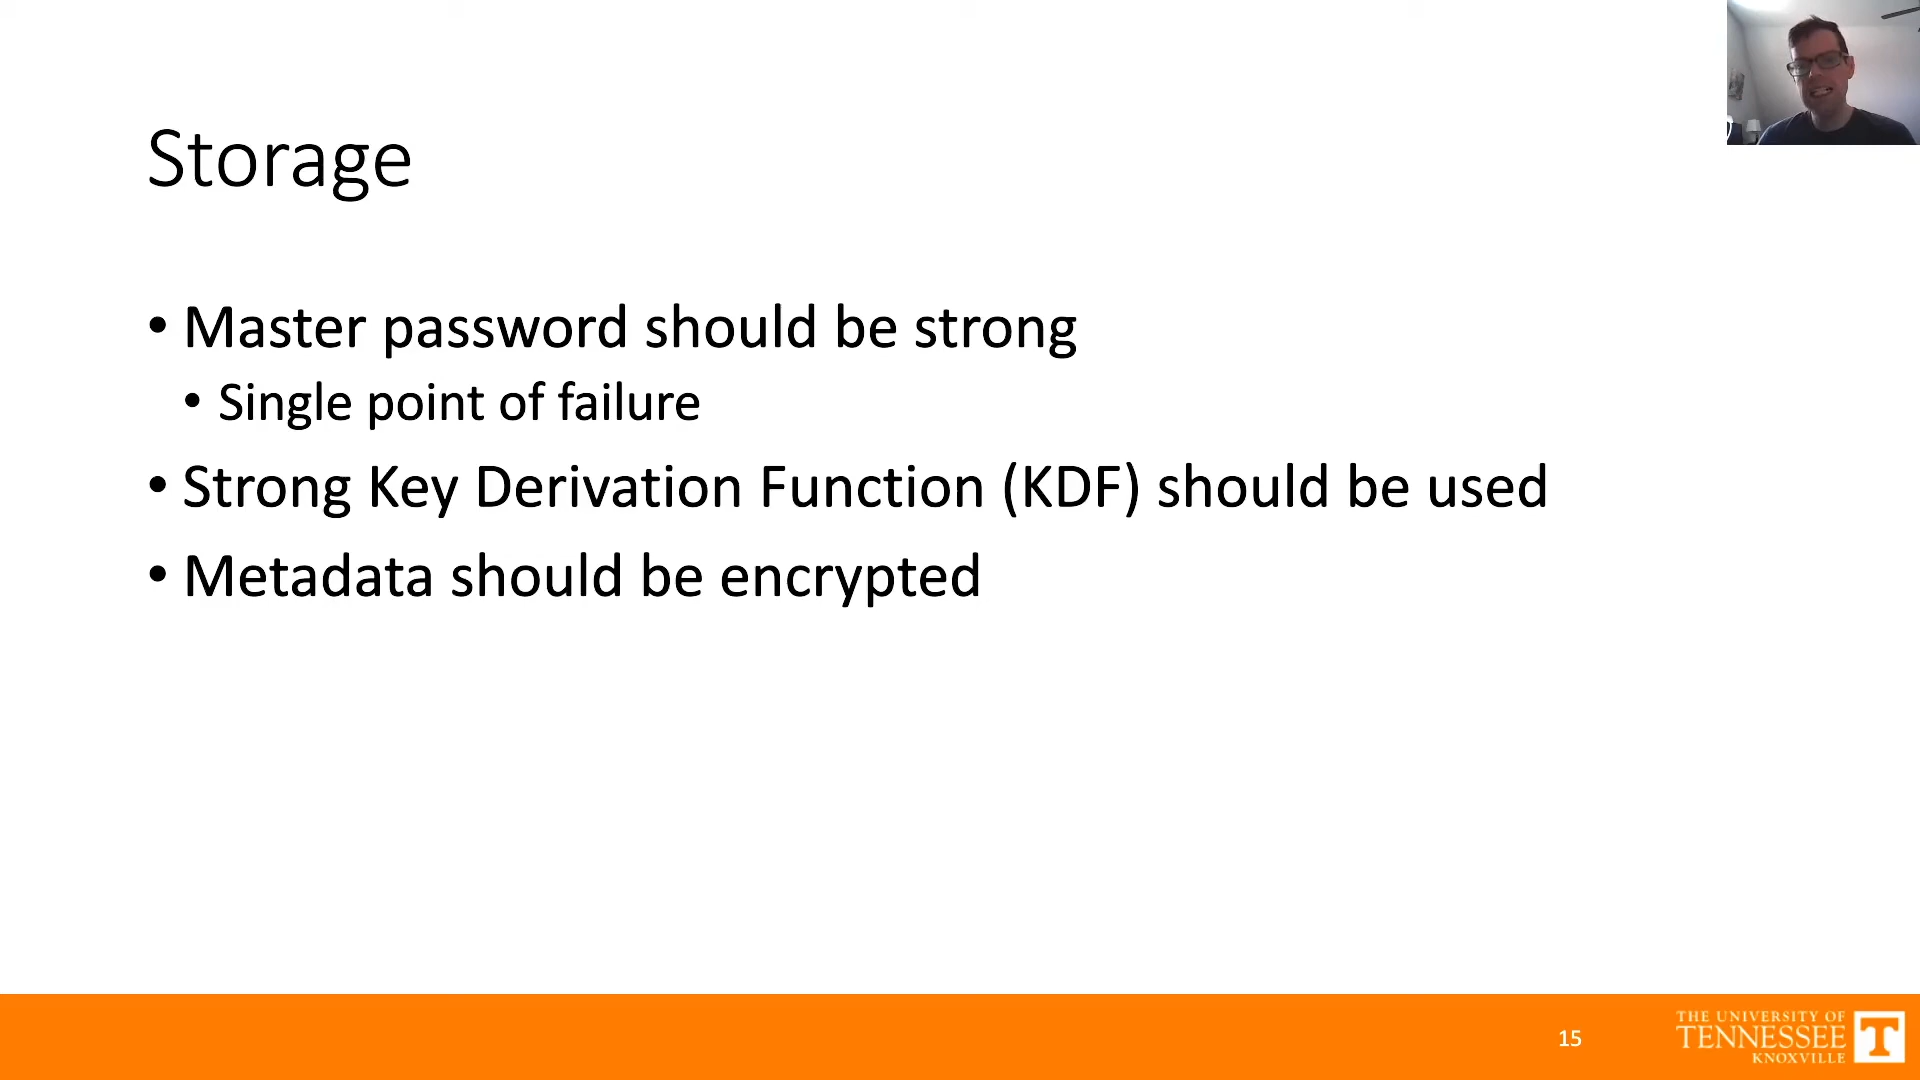 Storage
• Master password should be strong
• Single point of failure
• Strong Key Derivation Function (KDF) should be used
• Metadata should be encrypted
15
THE UNIVERSITY OF
TENNESSEE
KNOXVILLE
T